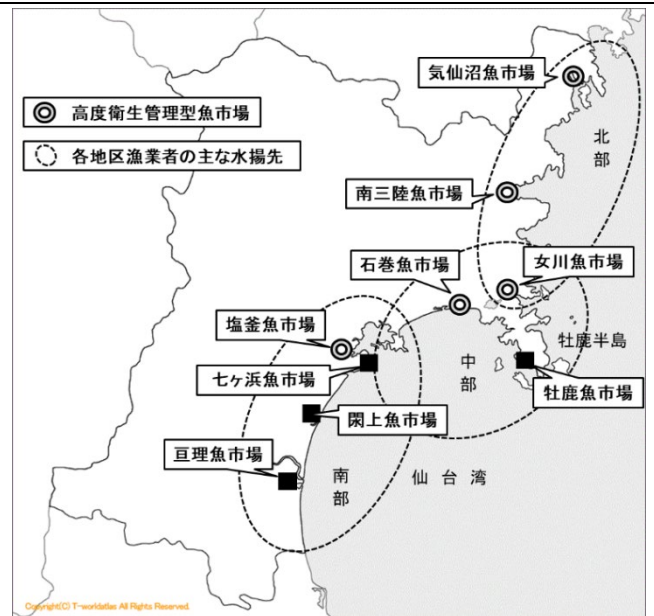 気仙沼魚市場
高度衛生管理型魚市場
北
部
各地区漁業者の主な水揚先
南三陸魚市場
石巻魚市場
女川魚市場
塩釜魚市場
牡鹿半島
中
部
七ヶ浜魚市場
牡鹿魚市場
閖上魚市場
亘理魚市場
南
部
仙台湾
Copyright(C) T-worldatlas All Rights Reserved.